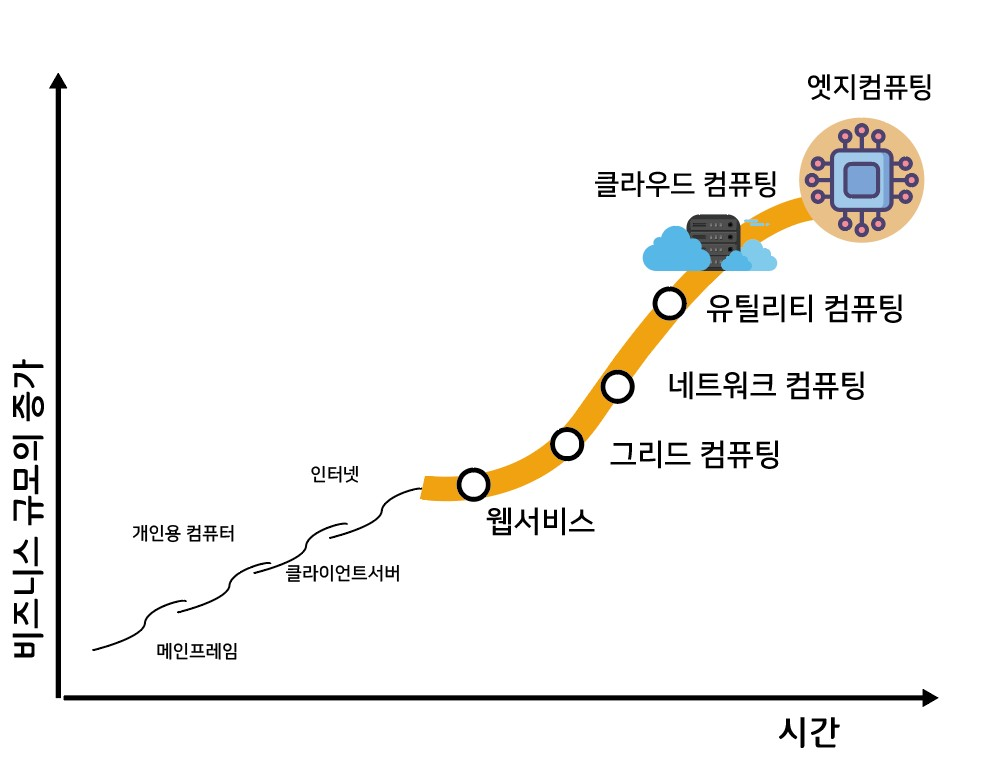 엣지컴퓨팅
클라우드 컴퓨팅
유틸리티 컴퓨팅
네트워크 컴퓨팅
그리드 컴퓨팅
웹서비스
인터넷
개인용 컴퓨터
클라이언트서버
메인프레임
비즈니스 규모의 증가
시간